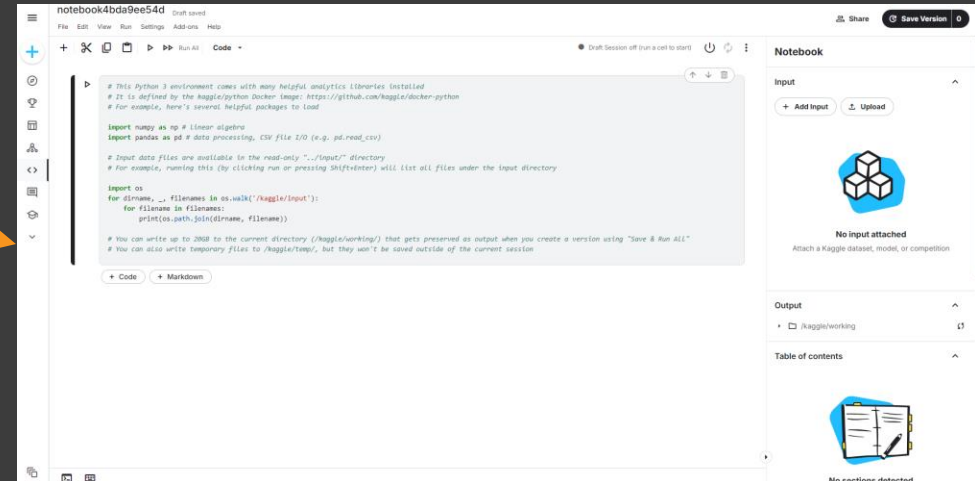 notebook4bda9ee54d Draft saved
File Edit View Run Settings Add-ons Help
Share
Save Version 0
Run All Code
Draft Session off (run a cell to start)
# This Python 3 environment comes with many helpful analytics libraries installed
# It is defined by the kaggle/python Docker image: https://github.com/kaggle/docker-python
# For example, here's several helpful packages to load
import numpy as np # linear algebra
import pandas as pd # data processing, CSV file I/O (e.g. pd.read_csv)
# Input data files are available in the read-only "../input/" directory
# For example, running this (by clicking run or pressing Shift+Enter) will list all files under the input directory
import os
for dirname, _, filenames in os.walk('/kaggle/input'):
    for filename in filenames:
        print(os.path.join(dirname, filename))
# You can write up to 20GB to the current directory (/kaggle/working/) that gets preserved as output when you create a version using "Save & Run All"
# You can also write temporary files to /kaggle/temp/, but they won't be saved outside of the current session
+ Code + Markdown
Notebook
Input
+ Add Input Upload
No input attached
Attach a Kaggle dataset, model, or competition
Output
/kaggle/working
Table of contents
No sections detected